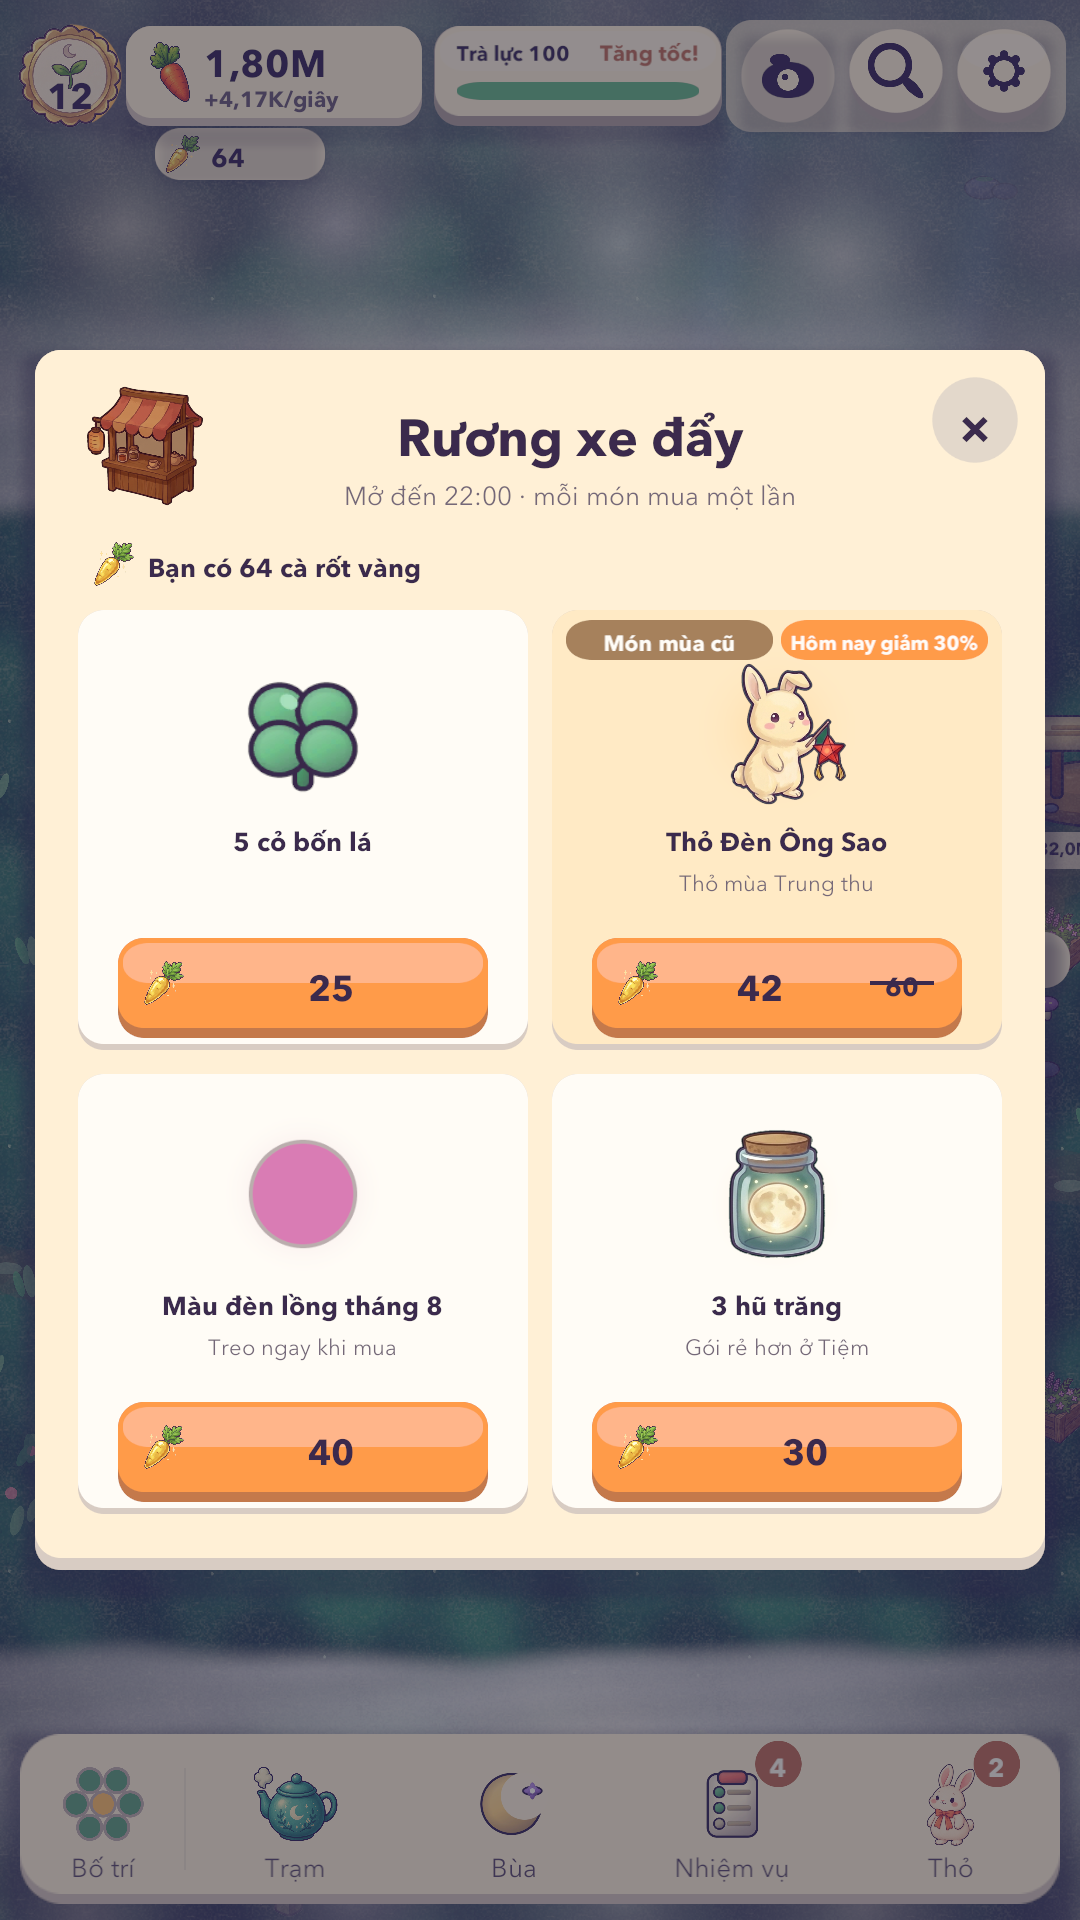 12
1,80M
+4,17K/giây
Trà lực 100
Tăng tốc!
64
Rương xe đẩy
×
Mở đến 22:00 · mỗi món mua một lần
Bạn có 64 cà rốt vàng
Món mùa cũ
Hôm nay giảm 30%
5 cỏ bốn lá
Thỏ Đèn Ông Sao
Thỏ mùa Trung thu
25
42
60
Màu đèn lồng tháng 8
Treo ngay khi mua
3 hũ trăng
Gói rẻ hơn ở Tiệm
40
30
4
2
Bố trí
Trạm
Bùa
Nhiệm vụ
Thỏ